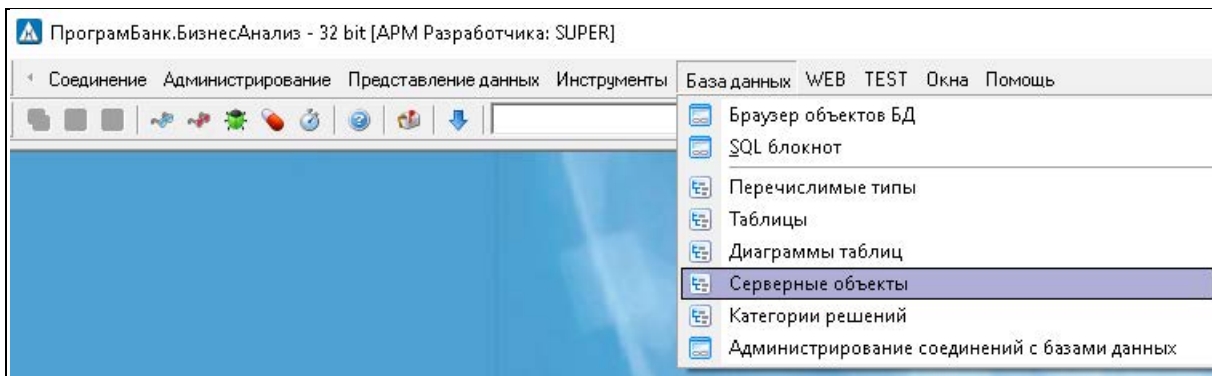 ПрограмБанк.БизнесАнализ - 32 bit [АРМ Разработчика: SUPER]
Соединение Администрирование Представление данных Инструменты База данных WEB TEST Окна Помощь
Браузер объектов БД
SQL блокнот
Перечислимые типы
Таблицы
Диаграммы таблиц
Серверные объекты
Категории решений
Администрирование соединений с базами данных